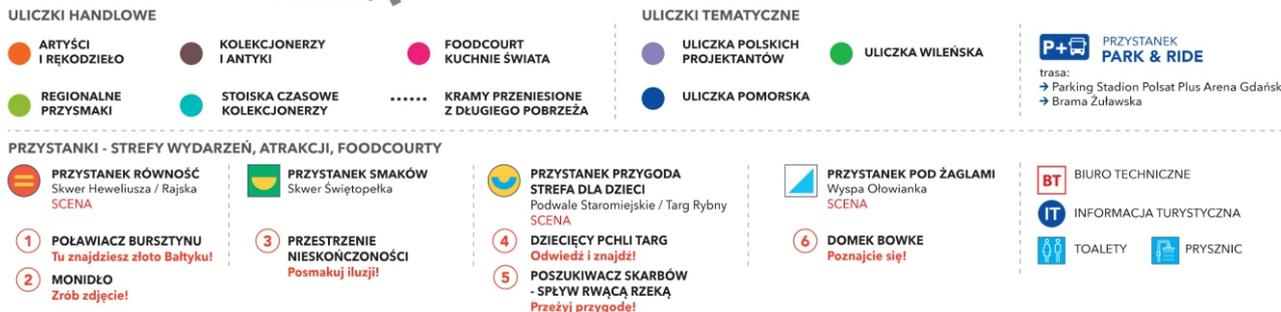 ULICZKI HANDLOWE
ARTYŚCI
I RĘKODZIEŁO
KOLEKCJONERZY
I ANTYKI
FOODCOURT
KUCHNIE ŚWIATA
REGIONALNE
PRZYSMAKI
STOISKA CZASOWE
KOLEKCJONERZY
KRAMY PRZENIESIONE
Z DŁUGIEGO POBRZEŻA
ULICZKI TEMATYCZNE
ULICZKA POLSKICH
PROJEKTANTÓW
ULICZKA WILEŃSKA
ULICZKA POMORSKA
P+
PRZYSTANEK
PARK & RIDE
trasa:
→ Parking Stadion Polsat Plus Arena Gdańsk
→ Brama Żuławska
PRZYSTANKI - STREFY WYDARZEŃ, ATRAKCJI, FOODCOURTY
PRZYSTANEK RÓWNOŚĆ
Skwer Heweliusza / Rajska
SCENA
1 POŁAWIACZ BURSZTYNU
Tu znajdziesz złoto Bałtyku!
2 MONIDŁO
Zrób zdjęcie!
PRZYSTANEK SMAKÓW
Skwer Świętopełka
3 PRZESTRZENIE
NIESKOŃCZONOŚCI
Posmakuj iluzji!
PRZYSTANEK PRZYGODA
STREFA DLA DZIECI
Podwale Staromiejskie / Targ Rybny
SCENA
4 DZIECIĘCY PCHLI TARG
Odwiedź i znajdź!
5 POSZUKIWACZ SKARBÓW
- SPŁYW RWĄCĄ RZEKĄ
Przeżyj przygodę!
PRZYSTANEK POD ŻAGLAMI
Wyspa Ołowianka
SCENA
6 DOMEK BOWKE
Poznajcie się!
BT BIURO TECHNICZNE
IT INFORMACJA TURYSTYCZNA
TOALETY
PRYSZNIC